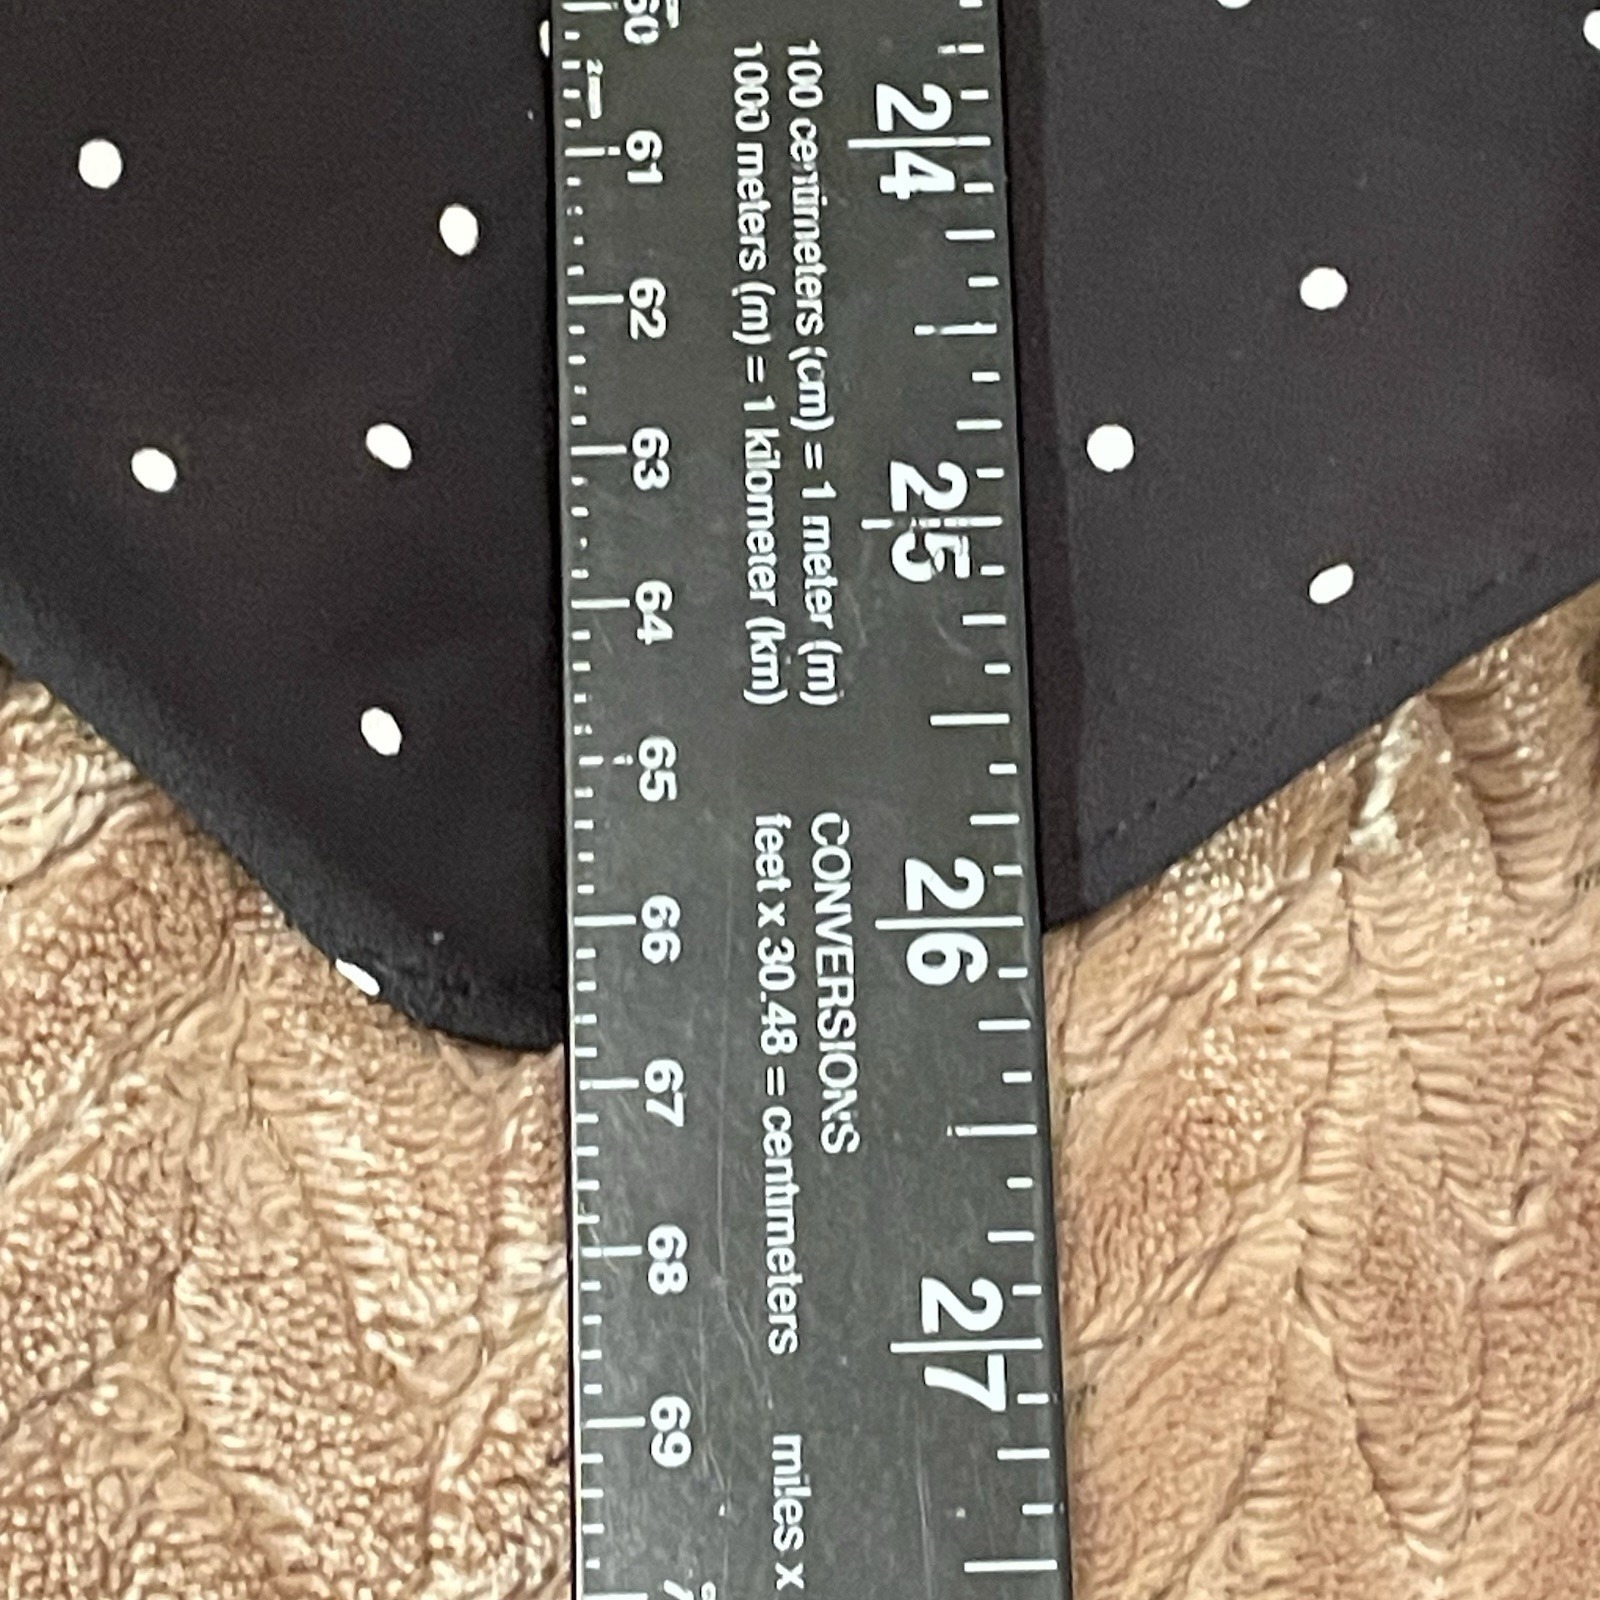 100 centimeters (cm) = 1 meter (m)
1000 meters (m) = 1 kilometer (km)
CONVERSIONS
feet x 30.48 = centimeters
miles x
24
25
26
27
60
2mm
61
62
63
64
65
66
67
68
69